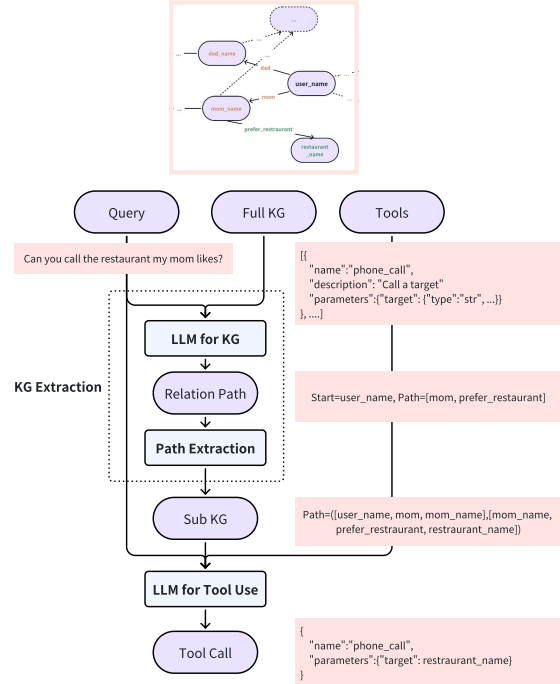 ...
dad_name
...
...
...
dad
user_name
...
mom
...
mom_name
...
prefer_restraurant
restaurant
_name
Query
Full KG
Tools
Can you call the restaurant my mom likes?
[{
"name":"phone_call",
"description": "Call a target"
"parameters":{"target": {"type":"str", ...}}
}, ....]
LLM for KG
KG Extraction
Relation Path
Start=user_name, Path=[mom, prefer_restaurant]
Path Extraction
Sub KG
Path=([user_name, mom, mom_name],[mom_name,
prefer_restraurant, restraurant_name])
LLM for Tool Use
Tool Call
{
"name":"phone_call",
"parameters":{"target": restraurant_name}
}